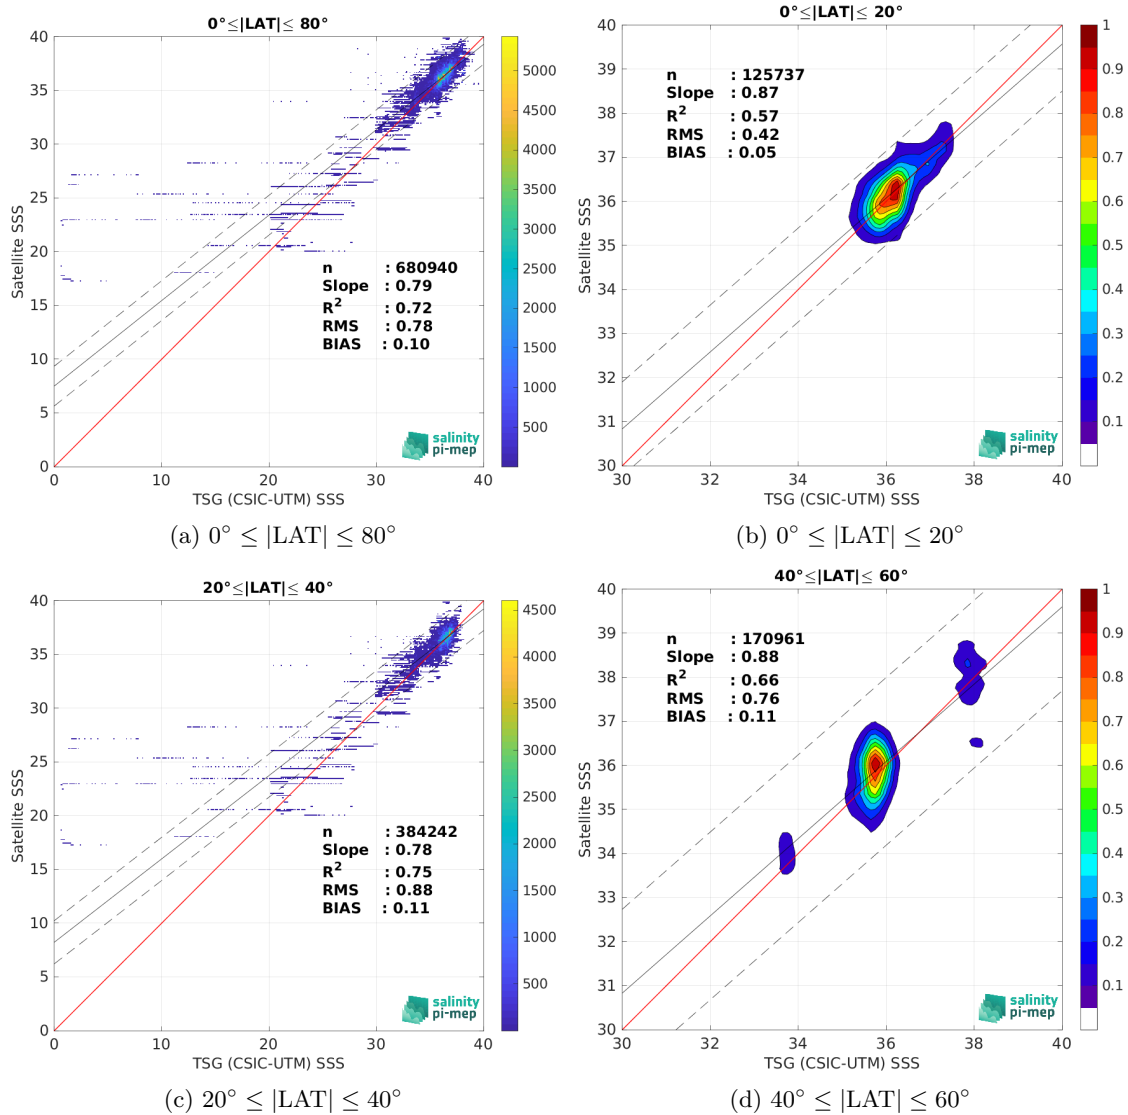 0°≤|LAT|≤ 80°
40
35
30
25
20
15
10
5
0
Satellite SSS
n : 680940
Slope : 0.79
R² : 0.72
RMS : 0.78
BIAS : 0.10
salinity
pi-mep
0 10 20 30 40
TSG (CSIC-UTM) SSS
5000
4500
4000
3500
3000
2500
2000
1500
1000
500
(a) 0° ≤ |LAT| ≤ 80°
0°≤|LAT|≤ 20°
40
39
38
37
36
35
34
33
32
31
30
Satellite SSS
n : 125737
Slope : 0.87
R² : 0.57
RMS : 0.42
BIAS : 0.05
salinity
pi-mep
30 32 34 36 38 40
TSG (CSIC-UTM) SSS
1
0.9
0.8
0.7
0.6
0.5
0.4
0.3
0.2
0.1
(b) 0° ≤ |LAT| ≤ 20°
20°≤|LAT|≤ 40°
40
35
30
25
20
15
10
5
0
Satellite SSS
n : 384242
Slope : 0.78
R² : 0.75
RMS : 0.88
BIAS : 0.11
salinity
pi-mep
0 10 20 30 40
TSG (CSIC-UTM) SSS
4500
4000
3500
3000
2500
2000
1500
1000
500
(c) 20° ≤ |LAT| ≤ 40°
40°≤|LAT|≤ 60°
40
39
38
37
36
35
34
33
32
31
30
Satellite SSS
n : 170961
Slope : 0.88
R² : 0.66
RMS : 0.76
BIAS : 0.11
salinity
pi-mep
30 32 34 36 38 40
TSG (CSIC-UTM) SSS
1
0.9
0.8
0.7
0.6
0.5
0.4
0.3
0.2
0.1
(d) 40° ≤ |LAT| ≤ 60°